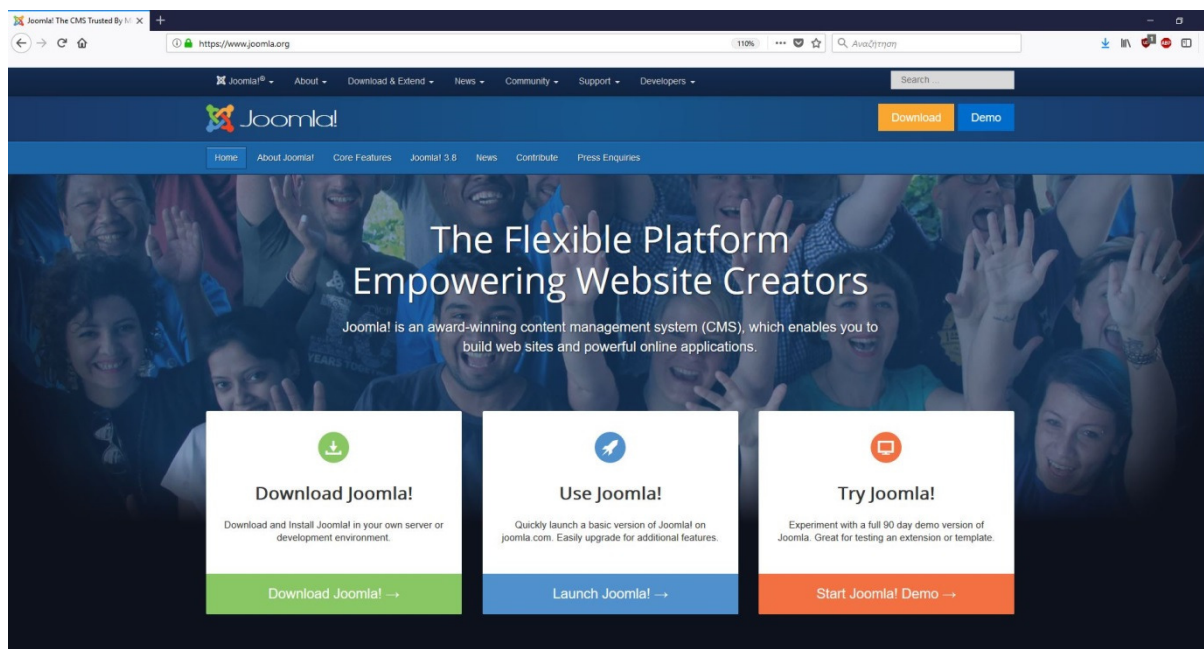 Joomla! The CMS Trusted By M
https://www.joomla.org
110%
Αναζήτηση
1
ABP
Joomla!®
About
Download & Extend
News
Community
Support
Developers
Search ...
Joomla!
Download
Demo
Home
About Joomla!
Core Features
Joomla! 3.8
News
Contribute
Press Enquiries
The Flexible Platform
Empowering Website Creators
Joomla! is an award-winning content management system (CMS), which enables you to
build web sites and powerful online applications.
YEARS TOGETHER
Download Joomla!
Download and Install Joomla! in your own server or
development environment.
Download Joomla! →
Use Joomla!
Quickly launch a basic version of Joomla! on
joomla.com. Easily upgrade for additional features.
Launch Joomla! →
Try Joomla!
Experiment with a full 90 day demo version of
Joomla. Great for testing an extension or template.
Start Joomla! Demo →